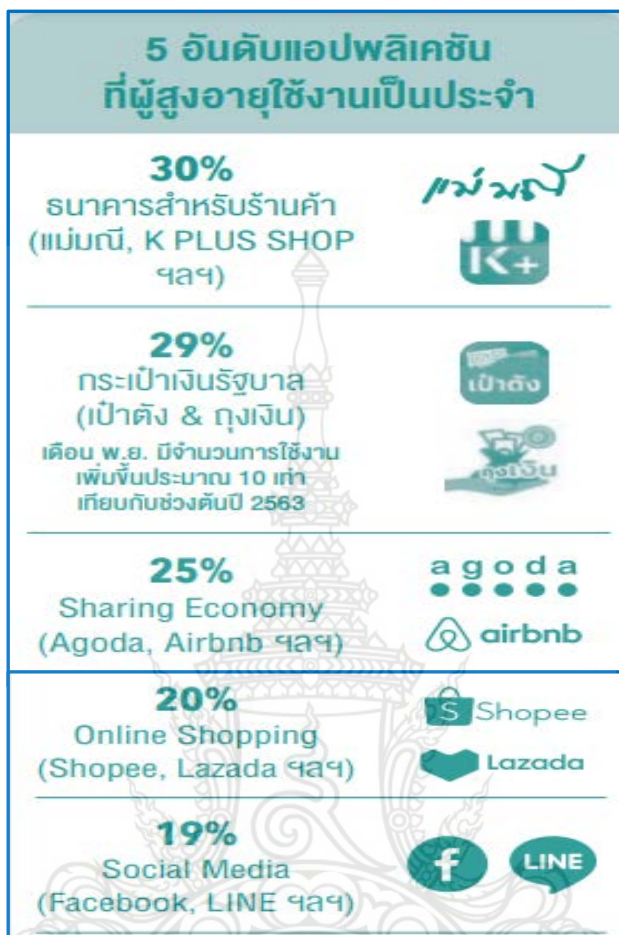 5 อันดับแอปพลิเคชัน
ที่ผู้สูงอายุใช้งานเป็นประจำ
30%
ธนาคารสำหรับร้านค้า
(แม่มณี, K PLUS SHOP
ฯลฯ)
แม่มณี
K+
29%
กระเป๋าเงินรัฐบาล
(เป๋าตัง & ถุงเงิน)
เดือน พ.ย. มีจำนวนการใช้งาน
เพิ่มขึ้นประมาณ 10 เท่า
เทียบกับช่วงต้นปี 2563
เป๋าตัง
ถุงเงิน
25%
Sharing Economy
(Agoda, Airbnb ฯลฯ)
agoda
airbnb
20%
Online Shopping
(Shopee, Lazada ฯลฯ)
S Shopee
Lazada
19%
Social Media
(Facebook, LINE ฯลฯ)
f
LINE